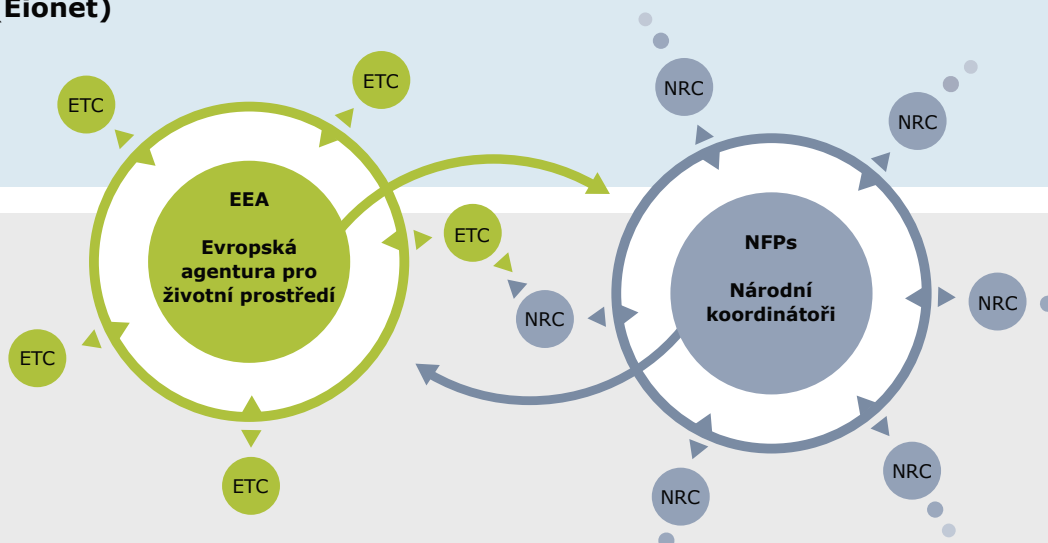 (Eionet)
ETC
ETC
NRC
NRC
EEA
Evropská
agentura pro
životní prostředí
ETC
NRC
NFPs
Národní
koordinátoři
NRC
ETC
ETC
NRC
NRC